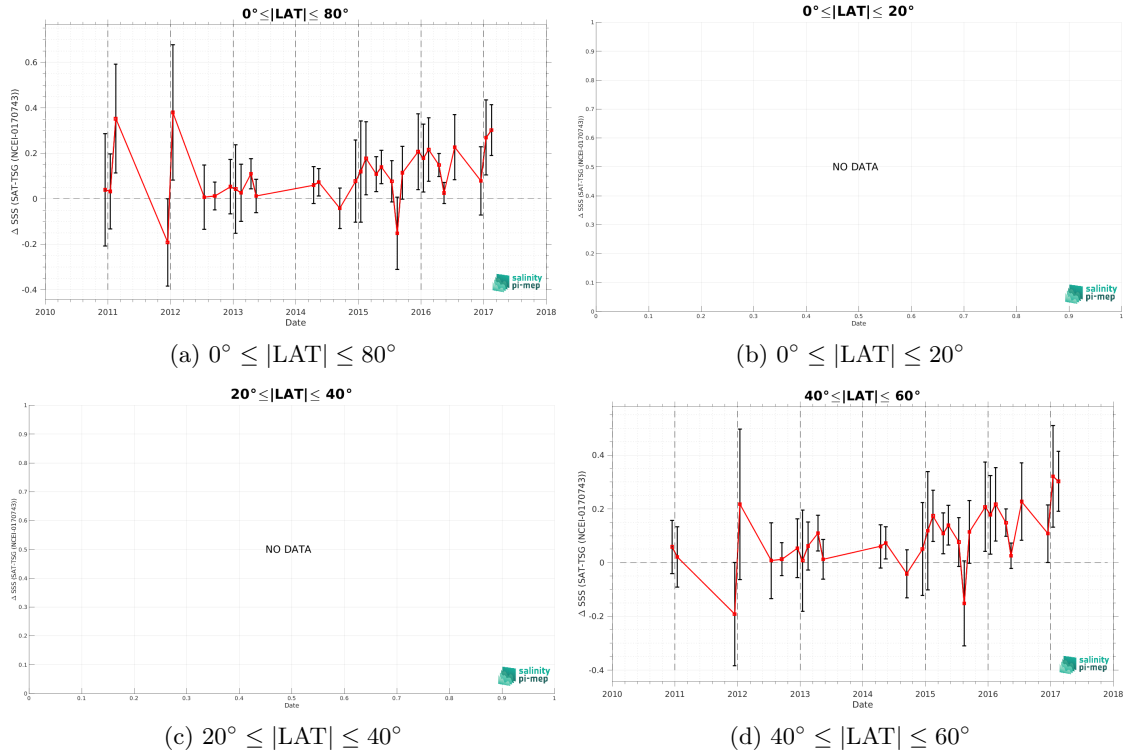 0°≤|LAT|≤ 80°
Δ SSS (SAT-TSG (NCEI-0170743))
0.6
0.4
0.2
0
-0.2
-0.4
2010 2011 2012 2013 2014 2015 2016 2017 2018
Date
salinity
pi-mep
(a) 0° ≤ |LAT| ≤ 80°
0°≤|LAT|≤ 20°
Δ SSS (SAT-TSG (NCEI-0170743))
1
0.9
0.8
0.7
0.6
0.5
0.4
0.3
0.2
0.1
0
NO DATA
0 0.1 0.2 0.3 0.4 0.5 0.6 0.7 0.8 0.9 1
Date
salinity
pi-mep
(b) 0° ≤ |LAT| ≤ 20°
20°≤|LAT|≤ 40°
Δ SSS (SAT-TSG (NCEI-0170743))
1
0.9
0.8
0.7
0.6
0.5
0.4
0.3
0.2
0.1
0
NO DATA
0 0.1 0.2 0.3 0.4 0.5 0.6 0.7 0.8 0.9 1
Date
salinity
pi-mep
(c) 20° ≤ |LAT| ≤ 40°
40°≤|LAT|≤ 60°
Δ SSS (SAT-TSG (NCEI-0170743))
0.4
0.2
0
-0.2
-0.4
2010 2011 2012 2013 2014 2015 2016 2017 2018
Date
salinity
pi-mep
(d) 40° ≤ |LAT| ≤ 60°